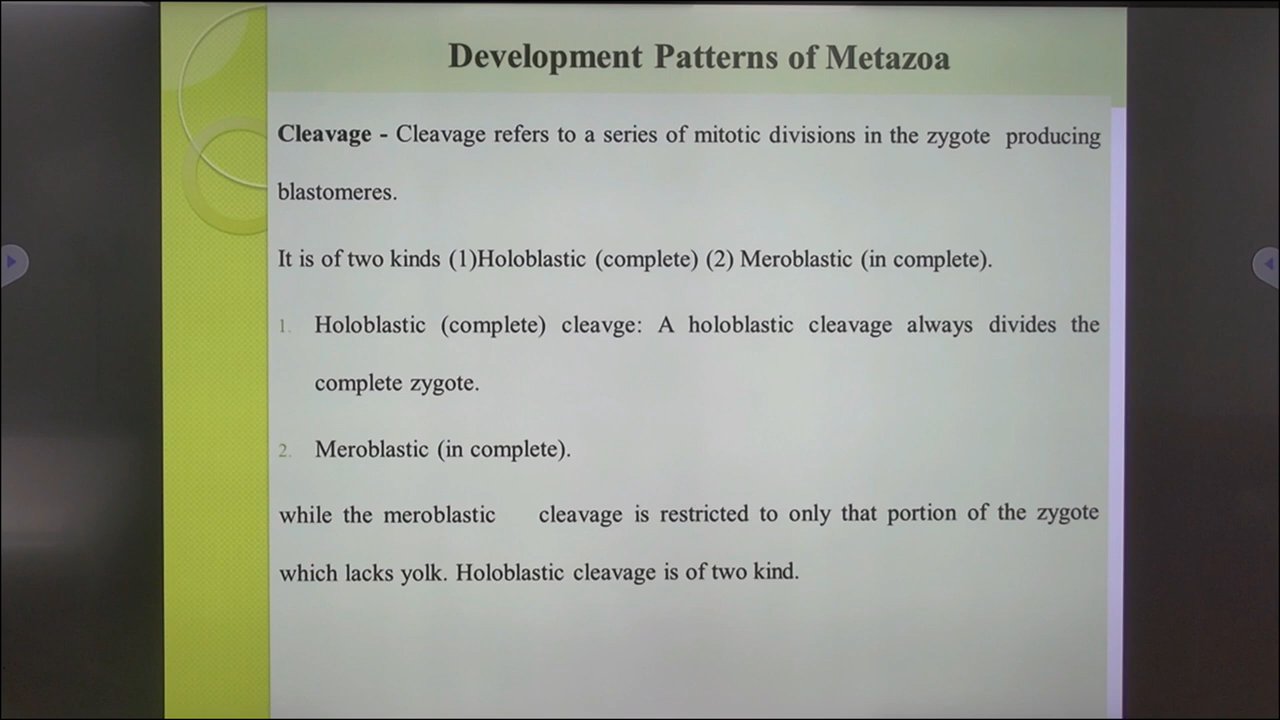 Development Patterns of Metazoa
Cleavage - Cleavage refers to a series of mitotic divisions in the zygote producing
blastomeres.
It is of two kinds (1)Holoblastic (complete) (2) Meroblastic (in complete).
1. Holoblastic (complete) cleavge: A holoblastic cleavage always divides the
complete zygote.
2. Meroblastic (in complete).
while the meroblastic cleavage is restricted to only that portion of the zygote
which lacks yolk. Holoblastic cleavage is of two kind.